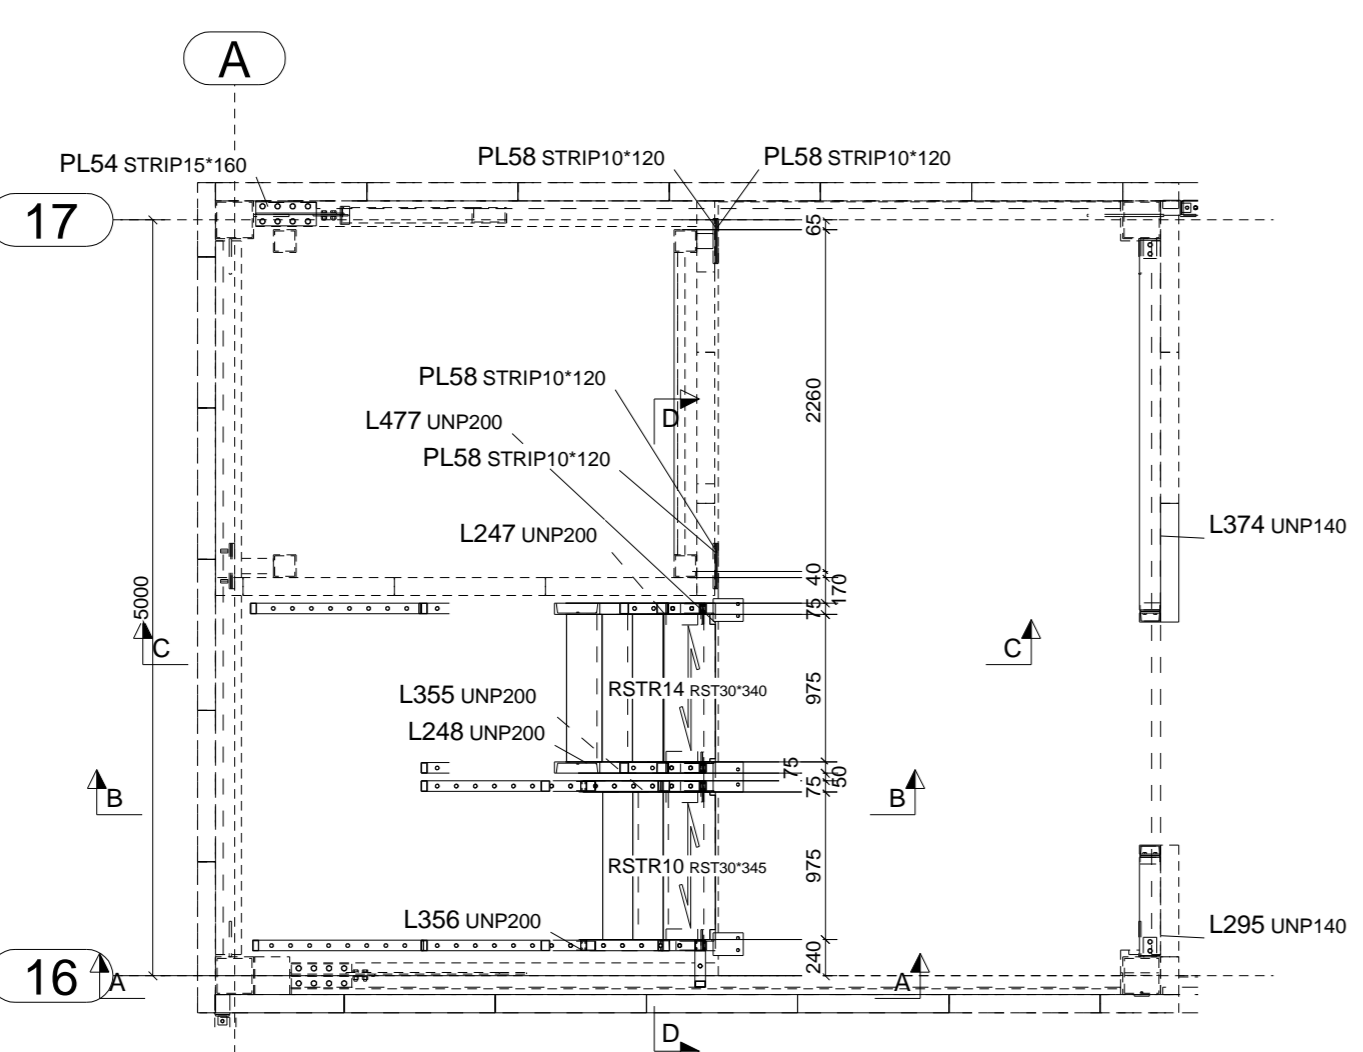 A
PL54 STRIP15*160
PL58 STRIP10*120
PL58 STRIP10*120
17
65
PL58 STRIP10*120
D
L477 UNP200
2260
PL58 STRIP10*120
L247 UNP200
L374 UNP140
5000
40
170
75
C
C
RSTR14 RST30*340
975
L355 UNP200
L248 UNP200
75
50
75
B
B
RSTR10 RST30*345
975
L356 UNP200
L295 UNP140
240
16
A
A
D